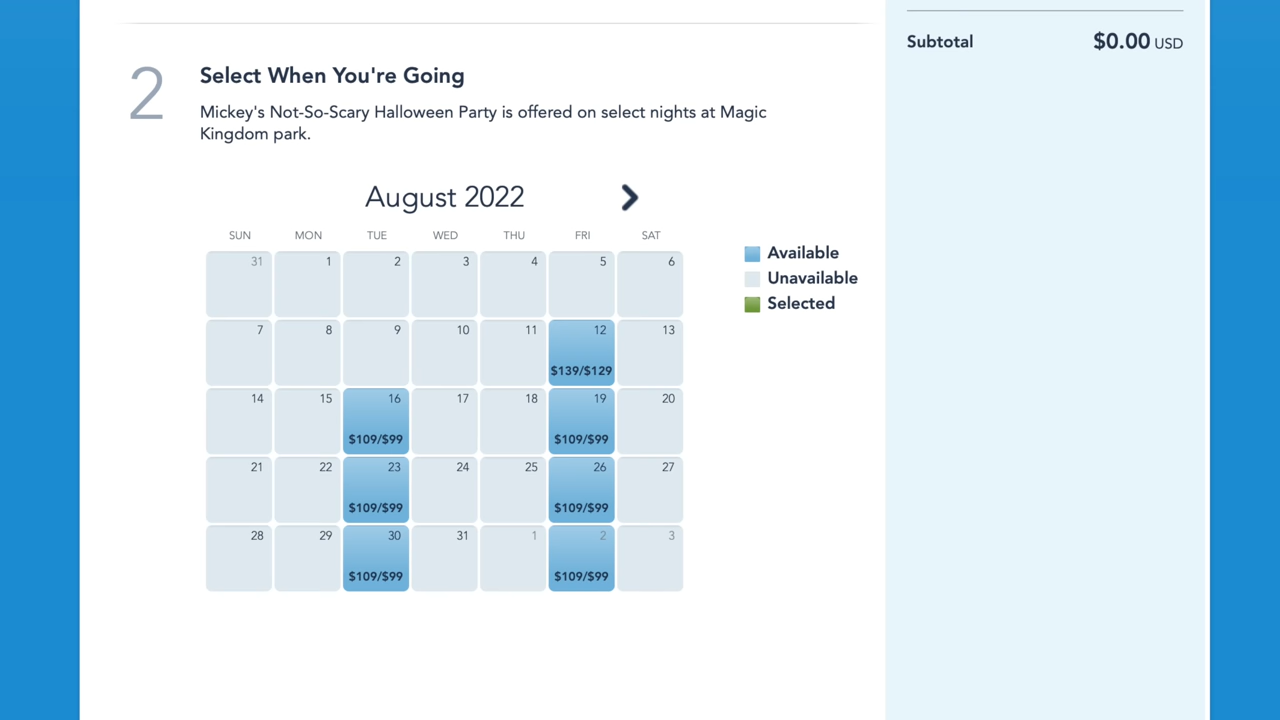 Subtotal $0.00 USD
2
Select When You're Going
Mickey's Not-So-Scary Halloween Party is offered on select nights at Magic
Kingdom park.
August 2022
SUN MON TUE WED THU FRI SAT
31 1 2 3 4 5 6
7 8 9 10 11 12 13
$139/$129
14 15 16 17 18 19 20
$109/$99 $109/$99
21 22 23 24 25 26 27
$109/$99 $109/$99
28 29 30 31 1 2 3
$109/$99 $109/$99
Available
Unavailable
Selected